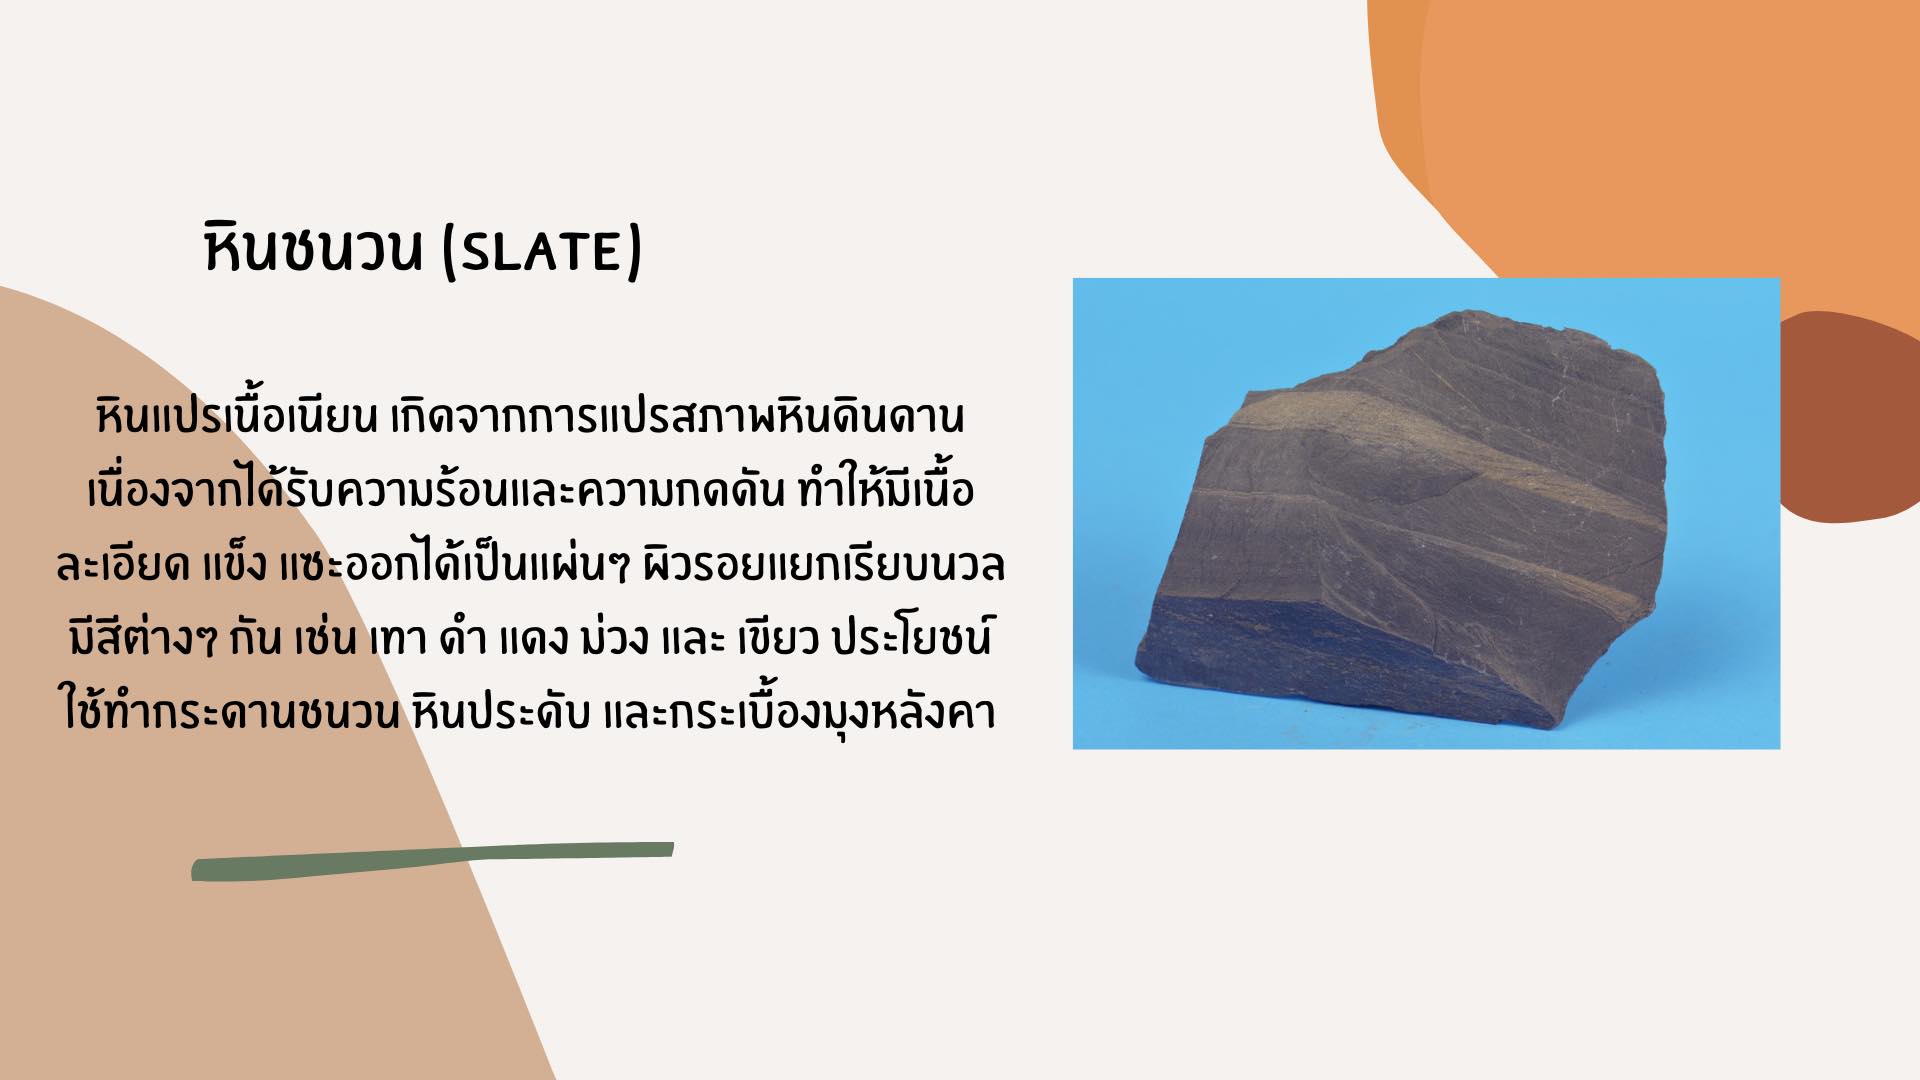 หินชนวน (SLATE)
หินแปรเนื้อเนียน เกิดจากการแปรสภาพหินดินดาน
เนื่องจากได้รับความร้อนและความกดดัน ทำให้มีเนื้อ
ละเอียด แข็ง แซะออกได้เป็นแผ่นๆ ผิวรอยแยกเรียบนวล
มีสีต่างๆ กัน เช่น เทา ดำ แดง ม่วง และ เขียว ประโยชน์
ใช้ทำกระดานชนวน หินประดับ และกระเบื้องมุงหลังคา